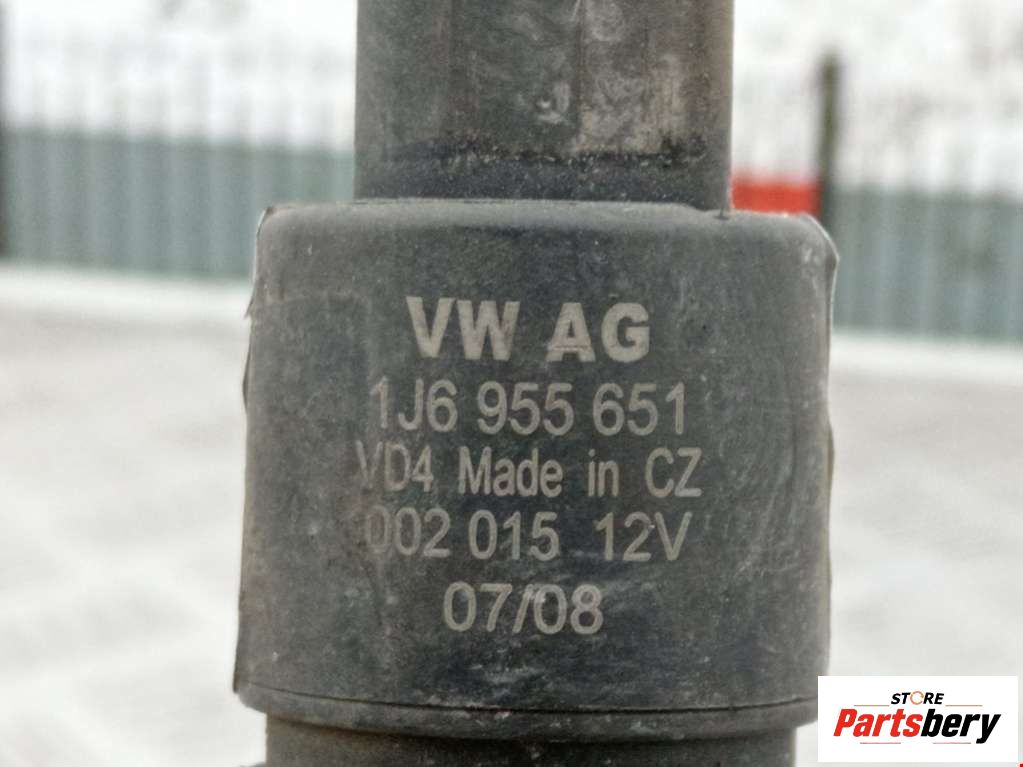 VW AG
1J6 955 651
VD4 Made in CZ
002 015 12V
07/08
STORE
Partsbery